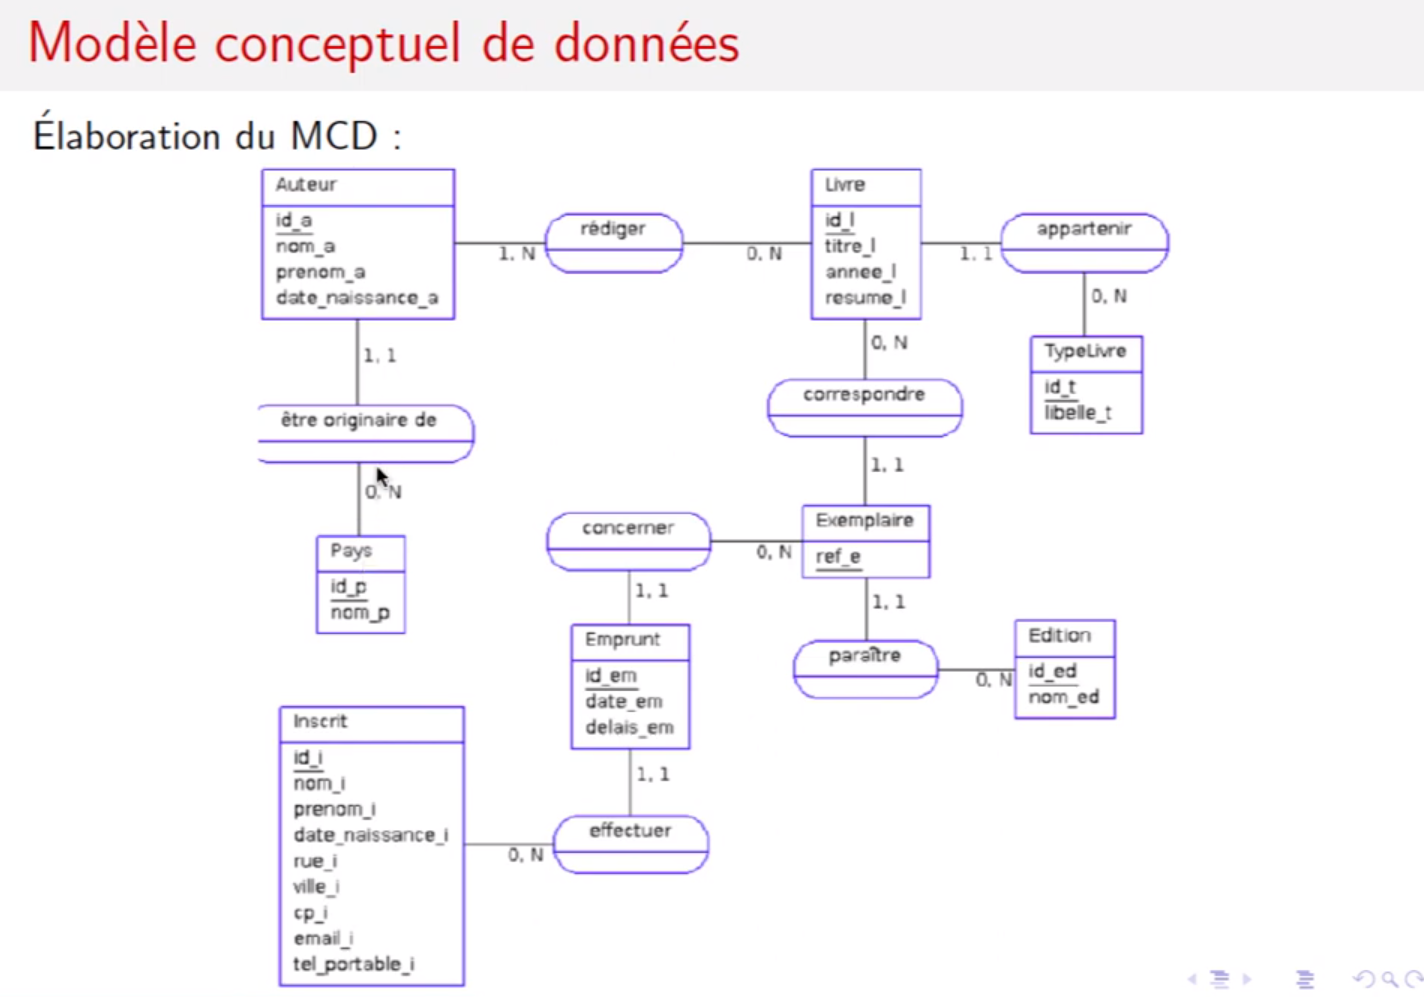 Modèle conceptuel de données
Élaboration du MCD :
Auteur
id_a
nom_a
prenom_a
date_naissance_a
1, N
rédiger
0, N
Livre
id_l
titre_l
annee_l
resume_l
1, 1
appartenir
0, N
TypeLivre
id_t
libelle_t
1, 1
être originaire de
0, N
Pays
id_p
nom_p
0, N
correspondre
1, 1
Exemplaire
ref_e
0, N
concerner
1, 1
Emprunt
id_em
date_em
delais_em
1, 1
paraître
0, N
Edition
id_ed
nom_ed
1, 1
effectuer
0, N
Inscrit
id_i
nom_i
prenom_i
date_naissance_i
rue_i
ville_i
cp_i
email_i
tel_portable_i